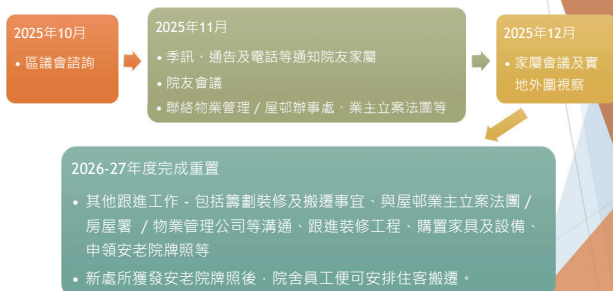 2025年10月
• 區議會諮詢
2025年11月
• 季訊、通告及電話等通知院友家屬
• 院友會議
• 聯絡物業管理 / 屋邨辦事處、業主立案法團等
2025年12月
• 家屬會議及實
地外圍視察
2026-27年度完成重置
• 其他跟進工作 - 包括籌劃裝修及搬遷事宜、與屋邨業主立案法團 /
房屋署 / 物業管理公司等溝通、跟進裝修工程、購置家具及設備、
申領安老院牌照等
• 新處所獲發安老院牌照後，院舍員工便可安排住客搬遷。